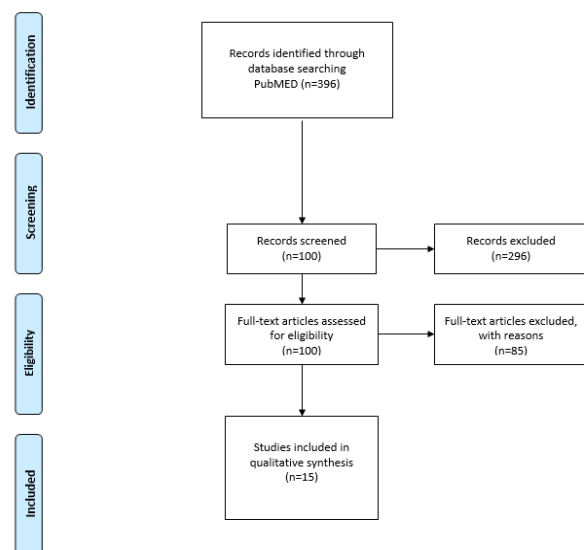 Identification
Records identified through
database searching
PubMED (n=396)
Screening
Records screened
(n=100)
Records excluded
(n=296)
Eligibility
Full-text articles assessed
for eligibility
(n=100)
Full-text articles excluded,
with reasons
(n=85)
Included
Studies included in
qualitative synthesis
(n=15)